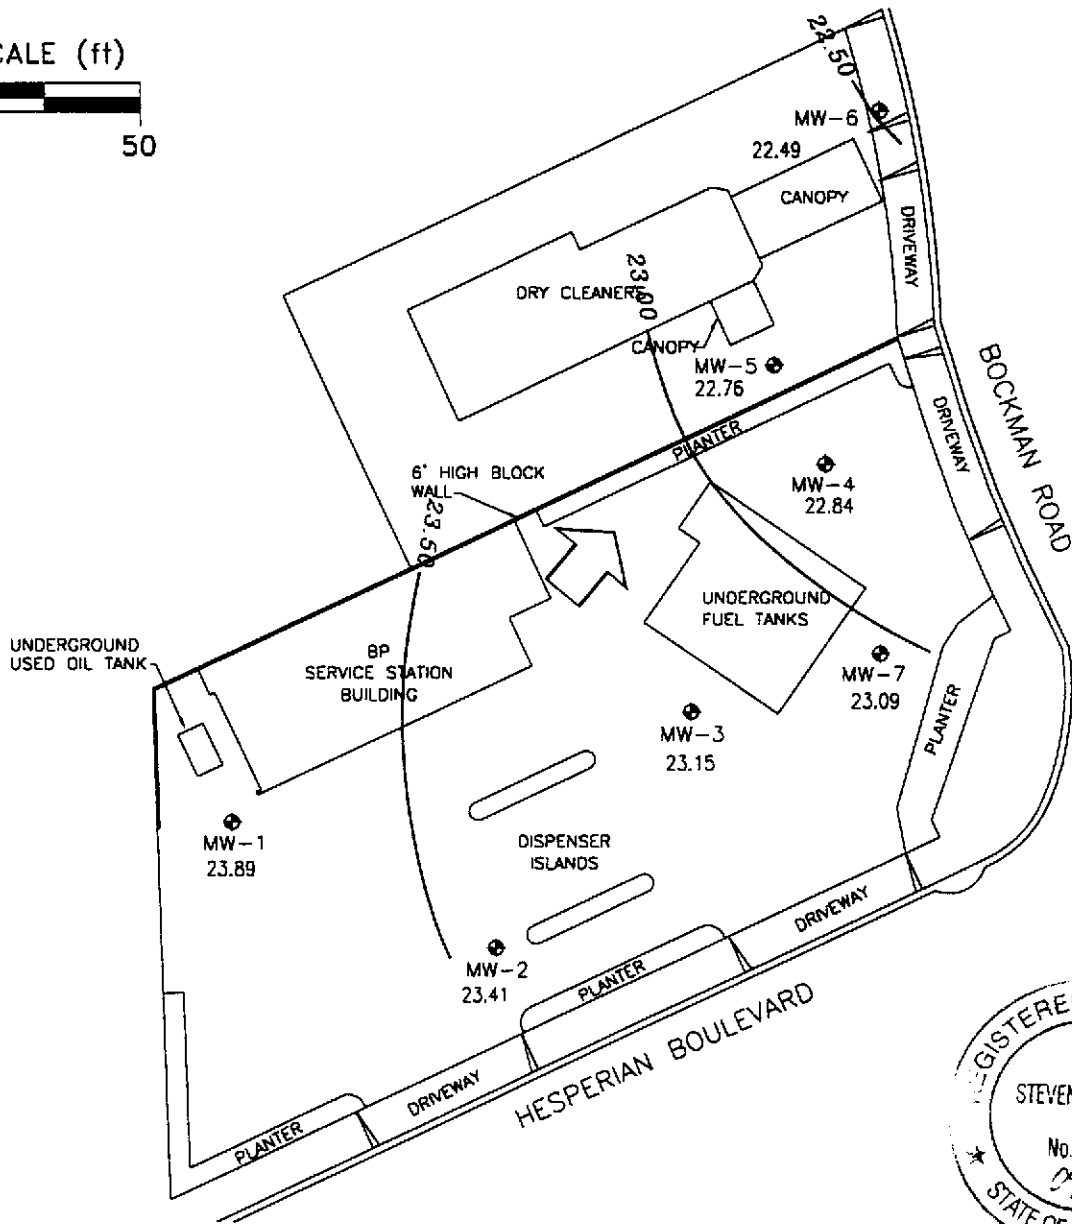 CALE (ft)
50
22.50
MW-6
22.49
CANOPY
DRIVEWAY
DRY CLEANERS
23.00
CANOPY
MW-5
22.76
BOCKMAN ROAD
PLANTER
DRIVEWAY
6' HIGH BLOCK
WALL
23.50
MW-4
22.84
UNDERGROUND
FUEL TANKS
UNDERGROUND
USED OIL TANK
BP
SERVICE STATION
BUILDING
MW-7
23.09
PLANTER
MW-3
23.15
MW-1
23.89
DISPENSER
ISLANDS
MW-2
23.41
DRIVEWAY
PLANTER
HESPERIAN BOULEVARD
DRIVEWAY
PLANTER
EGISTERE
STEVEN
No.
STATE OF